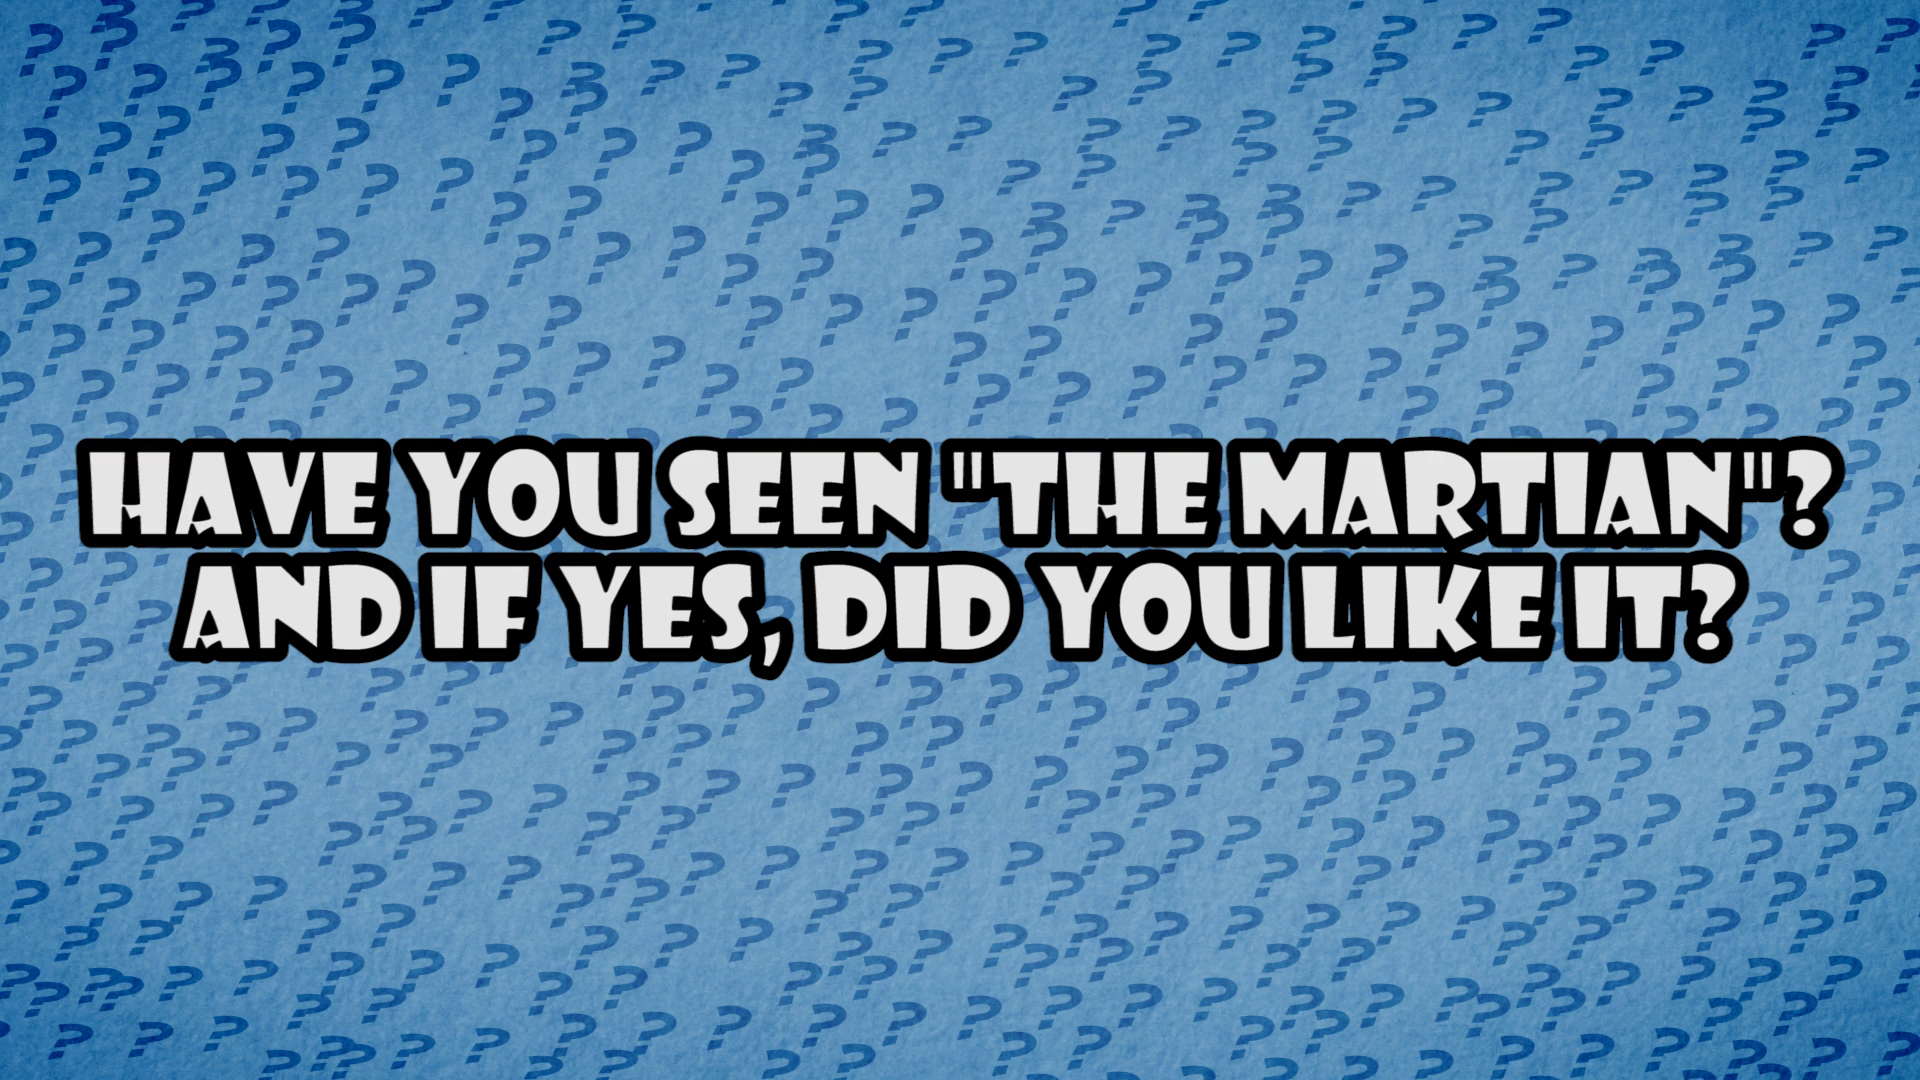 HAVE YOU SEEN "THE MARTIAN"?
AND IF YES, DID YOU LIKE IT?